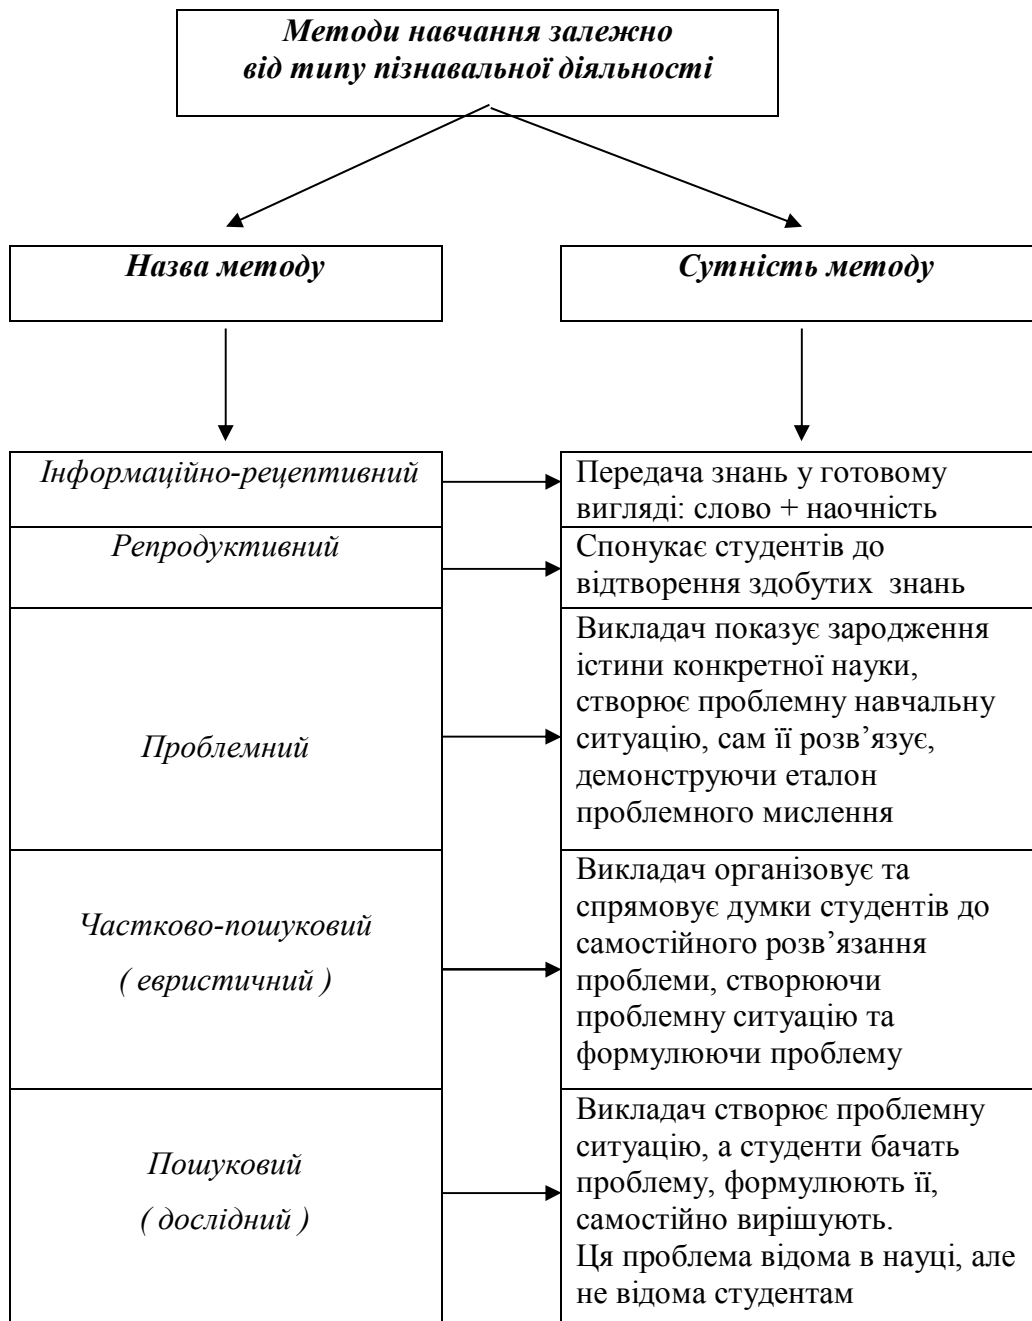 Методи навчання залежно
від типу пізнавальної діяльності
Назва методу
Сутність методу
Інформаційно-рецептивний
Передача знань у готовому
вигляді: слово + наочність
Репродуктивний
Спонукає студентів до
відтворення здобутих знань
Проблемний
Викладач показує зародження
істини конкретної науки,
створює проблемну навчальну
ситуацію, сам її розв’язує,
демонструючи еталон
проблемного мислення
Частково-пошуковий
( евристичний )
Викладач організовує та
спрямовує думки студентів до
самостійного розв’язання
проблеми, створюючи
проблемну ситуацію та
формулюючи проблему
Пошуковий
( дослідний )
Викладач створює проблемну
ситуацію, а студенти бачать
проблему, формулюють її,
самостійно вирішують.
Ця проблема відома в науці, але
не відома студентам